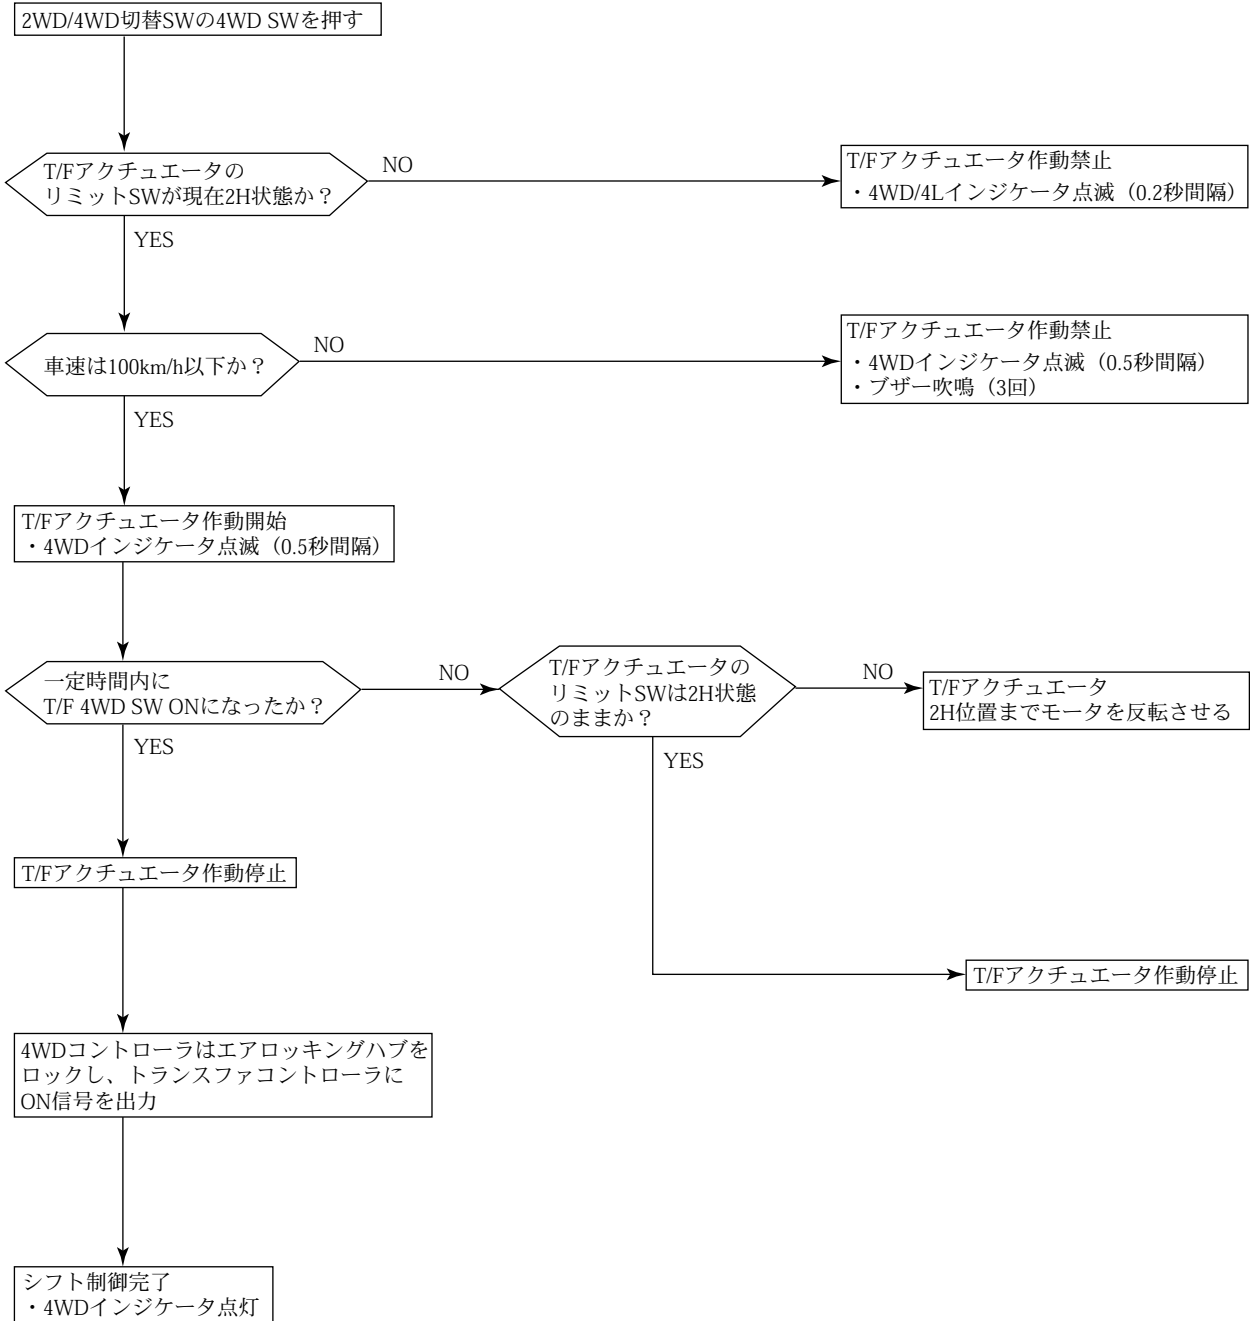 2WD/4WD切替SWの4WD SWを押す
T/Fアクチュエータの
リミットSWが現在2H状態か？
NO
T/Fアクチュエータ作動禁止
・4WD/4Lインジケータ点滅（0.2秒間隔）
YES
車速は100km/h以下か？
NO
T/Fアクチュエータ作動禁止
・4WDインジケータ点滅（0.5秒間隔）
・ブザー吹鳴（3回）
YES
T/Fアクチュエータ作動開始
・4WDインジケータ点滅（0.5秒間隔）
一定時間内に
T/F 4WD SW ONになったか？
NO
T/Fアクチュエータの
リミットSWは2H状態
のままか？
NO
T/Fアクチュエータ
2H位置までモータを反転させる
YES
YES
T/Fアクチュエータ作動停止
T/Fアクチュエータ作動停止
4WDコントローラはエアロッキングハブを
ロックし、トランスファコントローラに
ON信号を出力
シフト制御完了
・4WDインジケータ点灯